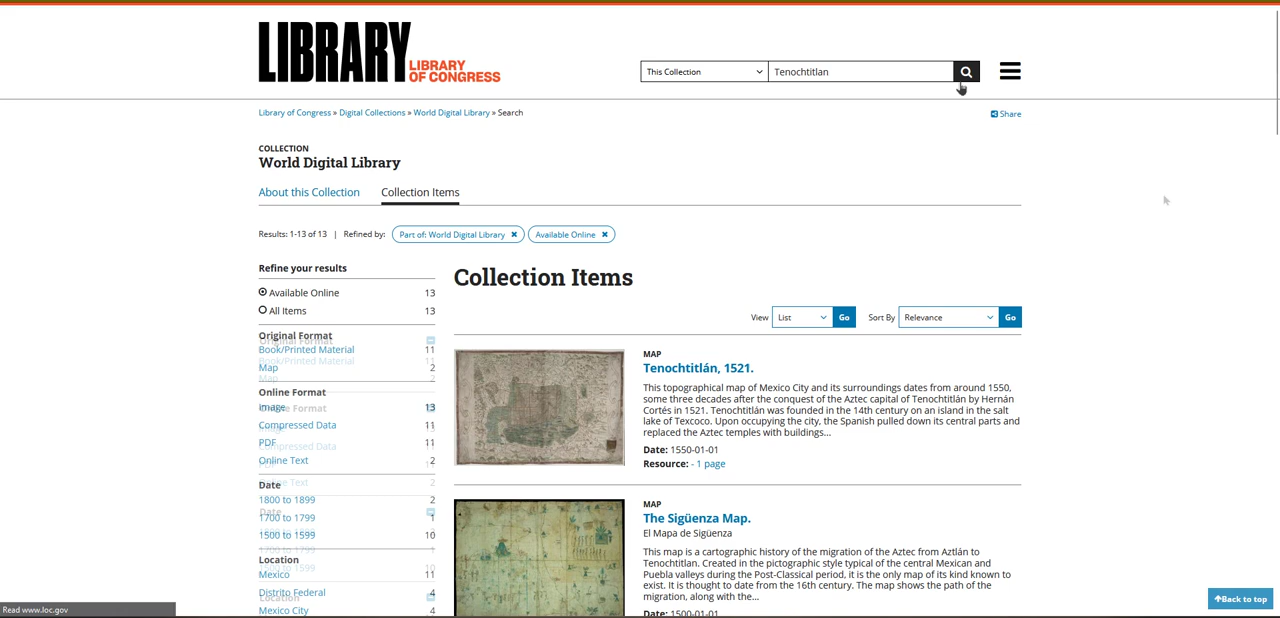 LIBRARY
LIBRARY
OF CONGRESS
This Collection
Tenochtitlan
Library of Congress » Digital Collections » World Digital Library » Search
Share
COLLECTION
World Digital Library
About this Collection
Collection Items
Results: 1-13 of 13 | Refined by: Part of: World Digital Library ✖ Available Online ✖
Refine your results
Available Online 13
All Items 13
Original Format
Book/Printed Material 11
Map 2
Online Format
Image 13
Compressed Data 11
PDF 11
Online Text 2
Date
1800 to 1899 2
1700 to 1799 1
1500 to 1599 10
Location
Mexico 11
Distrito Federal 4
Mexico City 4
Collection Items
View List Go Sort By Relevance Go
MAP
Tenochtitlán, 1521.
This topographical map of Mexico City and its surroundings dates from around 1550,
some three decades after the conquest of the Aztec capital of Tenochtitlán by Hernán
Cortés in 1521. Tenochtitlán was founded in the 14th century on an island in the salt
lake of Texcoco. Upon occupying the city, the Spanish pulled down its central parts and
replaced the Aztec temples with buildings...
Date: 1550-01-01
Resource: - 1 page
MAP
The Sigüenza Map.
El Mapa de Sigüenza
This map is a cartographic history of the migration of the Aztec from Aztlán to
Tenochtitlan. Created in the pictographic style typical of the central Mexican and
Puebla valleys during the Post-Classical period, it is the only map of its kind known to
exist. It is thought to date from the 16th century. The map shows the path of the
migration, along with the...
Date: 1500-01-01
Back to top
Read www.loc.gov